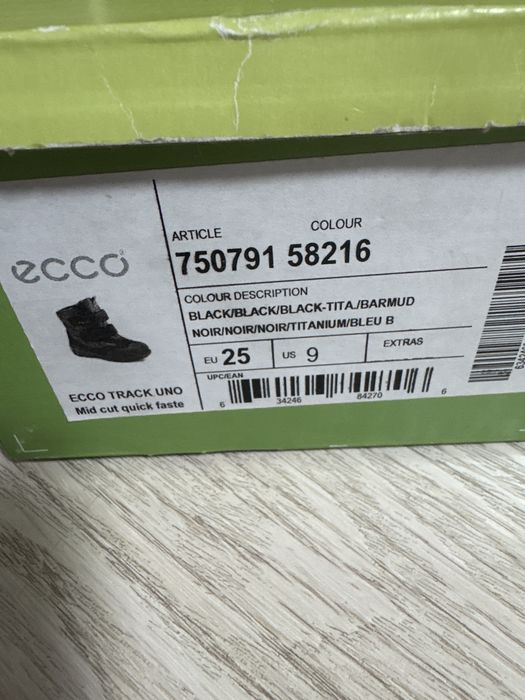 ecco
ARTICLE COLOUR
750791 58216
COLOUR DESCRIPTION
BLACK/BLACK/BLACK-TITA./BARMUD
NOIR/NOIR/NOIR/TITANIUM/BLEU B
EU 25 US 9 EXTRAS
ECCO TRACK UNO
Mid cut quick faste
UPC/EAN
6 34246 84270 6